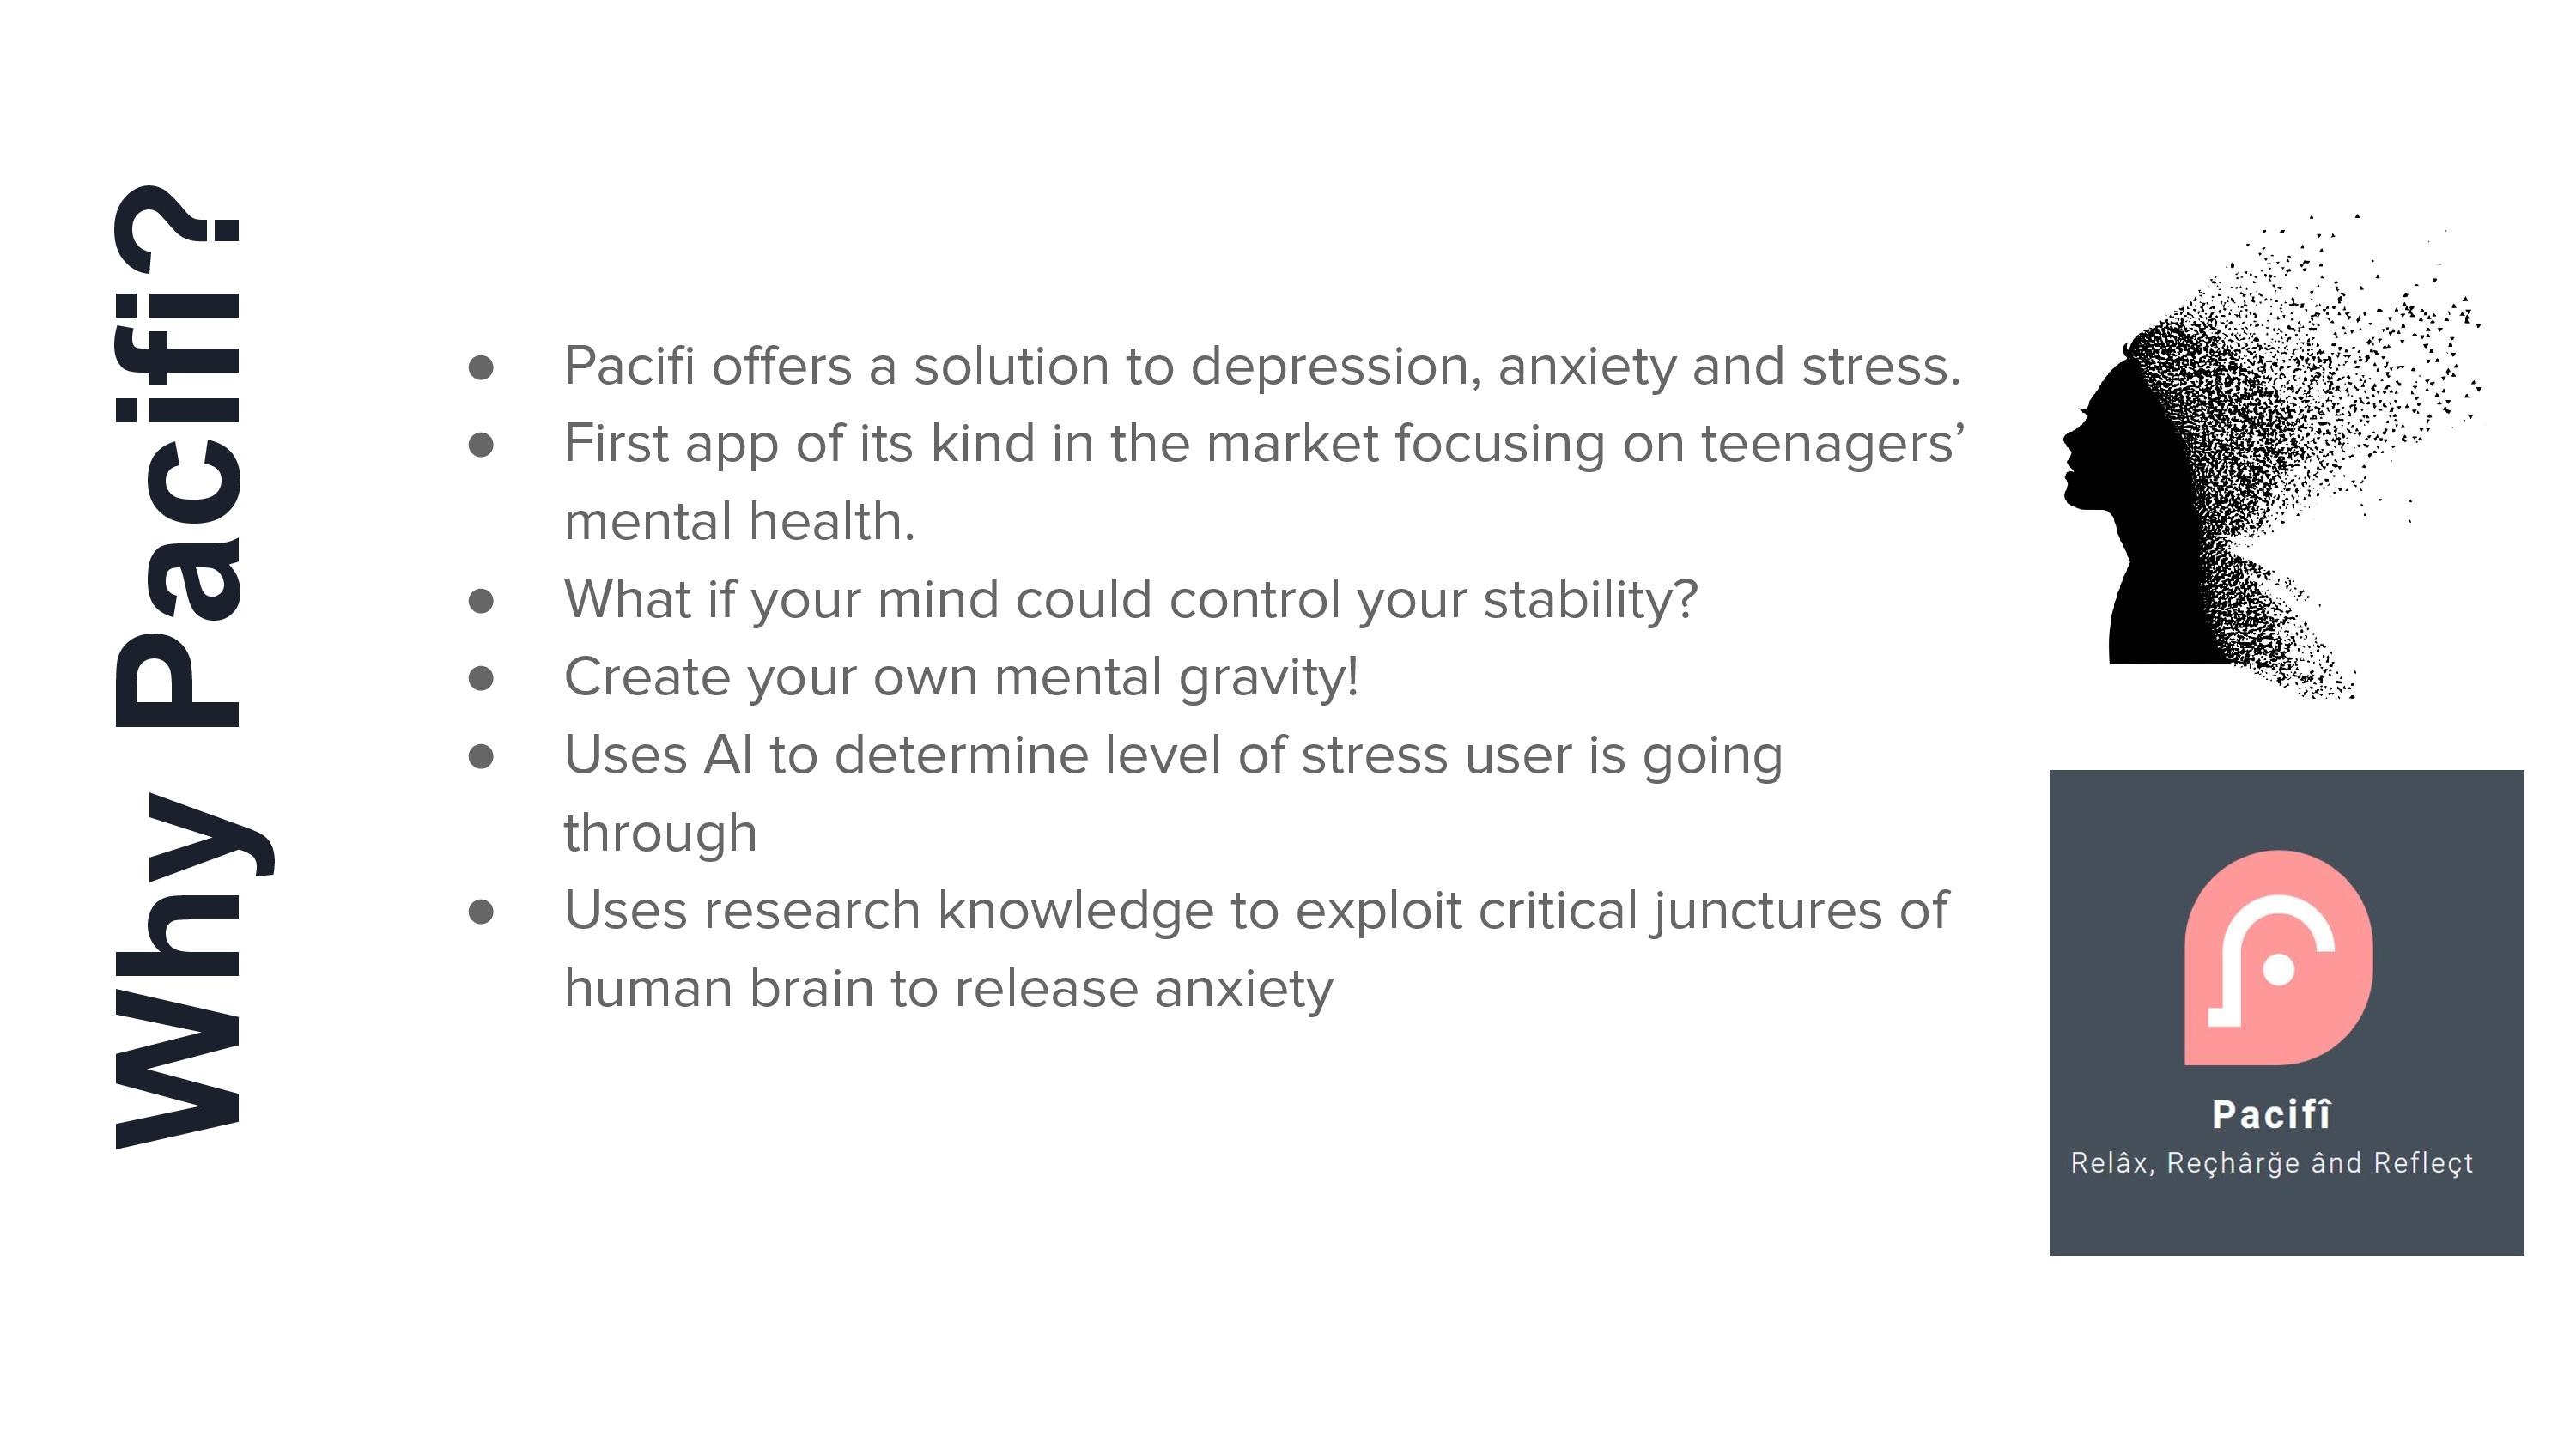 Why Pacifi?
● Pacifi offers a solution to depression, anxiety and stress.
● First app of its kind in the market focusing on teenagers’
mental health.
● What if your mind could control your stability?
● Create your own mental gravity!
● Uses AI to determine level of stress user is going
through
● Uses research knowledge to exploit critical junctures of
human brain to release anxiety
Pacifî
Relâx, Reçhârğe ând Refleçt